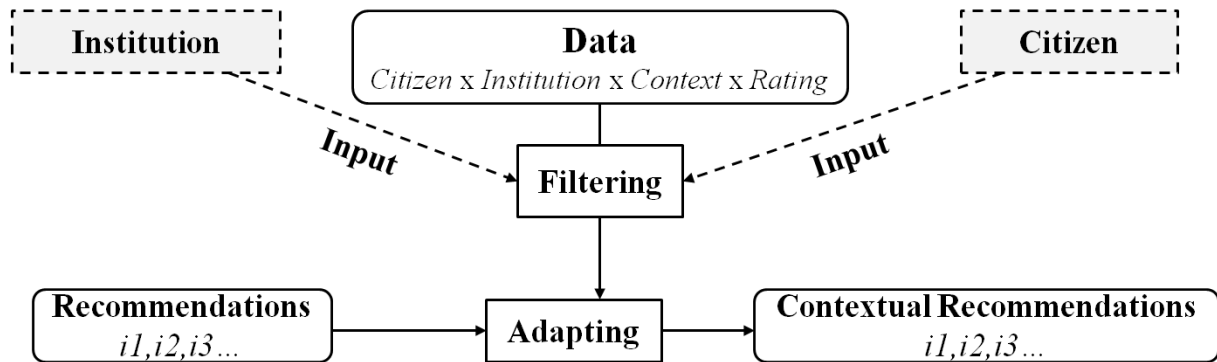 Institution
Data
Citizen x Institution x Context x Rating
Citizen
Input
Input
Filtering
Recommendations
i1,i2,i3...
Adapting
Contextual Recommendations
i1,i2,i3...